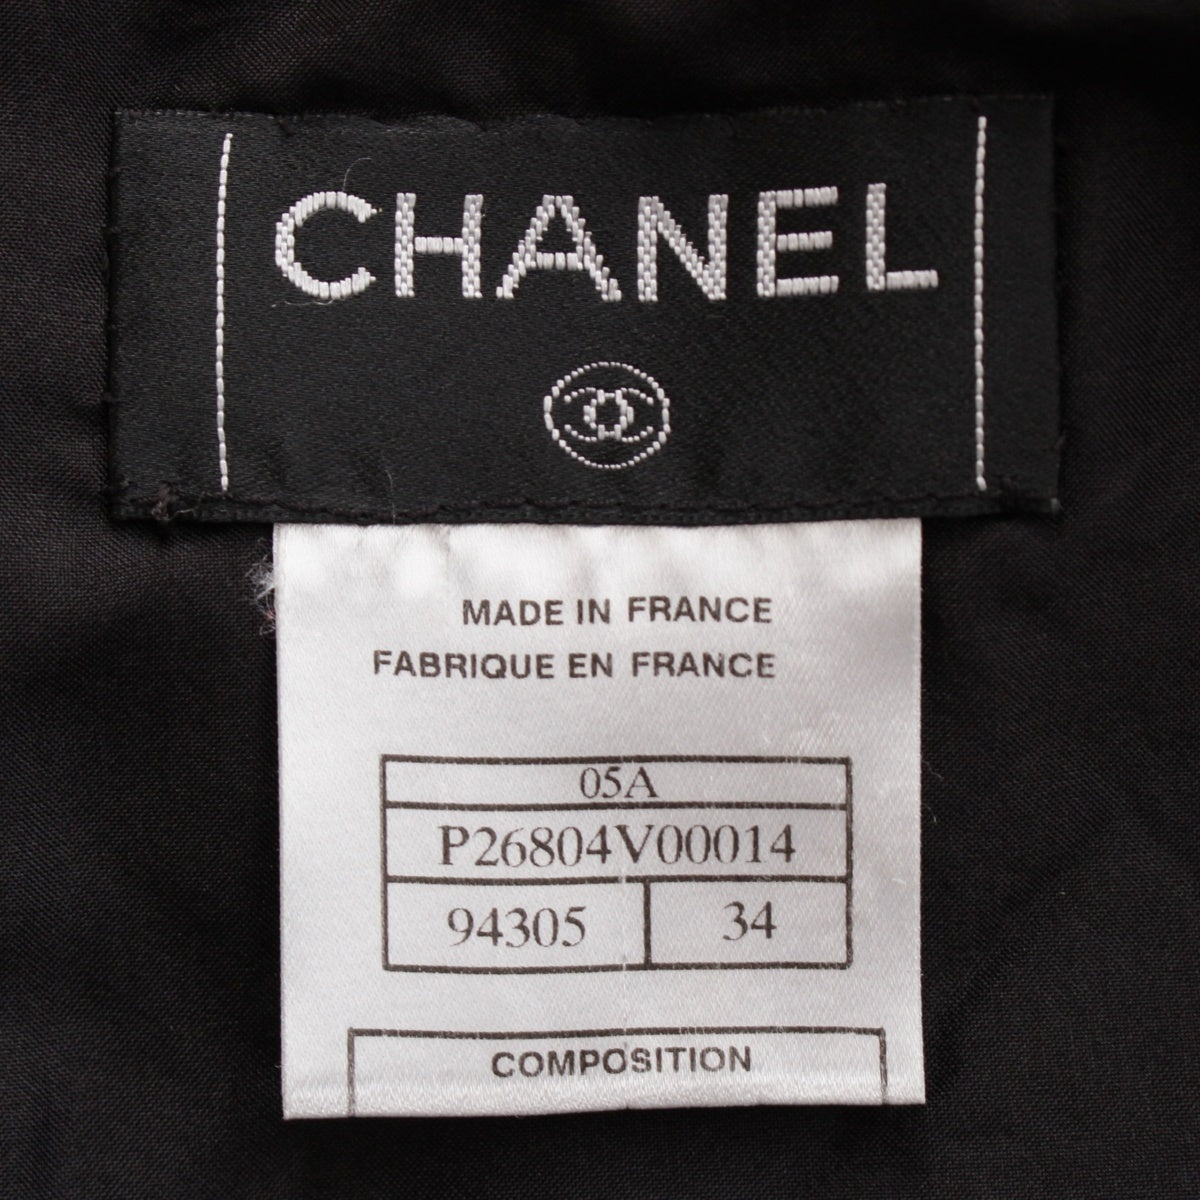 CHANEL
MADE IN FRANCE
FABRIQUE EN FRANCE
05A
P26804V00014
94305 34
COMPOSITION